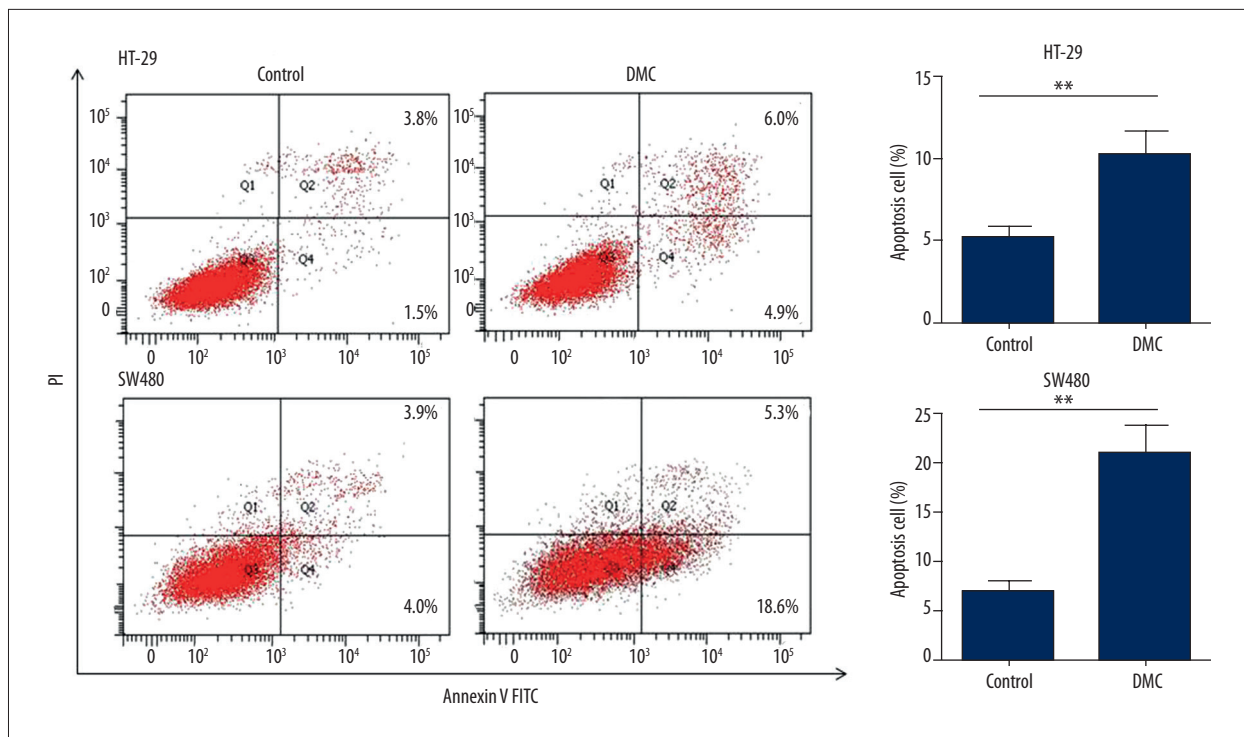 HT-29
Control
DMC
10⁵
10⁴
10³
10²
0
Q1
Q2
Q3
Q4
3.8%
1.5%
0 10² 10³ 10⁴ 10⁵
10⁵
10⁴
10³
10²
0
Q1
Q2
Q3
Q4
6.0%
4.9%
0 10² 10³ 10⁴ 10⁵
SW480
Q1
Q2
Q3
Q4
3.9%
4.0%
0 10² 10³ 10⁴ 10⁵
Q1
Q2
5.3%
18.6%
0 10² 10³ 10⁴ 10⁵
PI
Annexin V FITC
HT-29
**
15
10
5
0
Apoptosis cell (%)
Control DMC
SW480
**
25
20
15
10
5
0
Apoptosis cell (%)
Control DMC